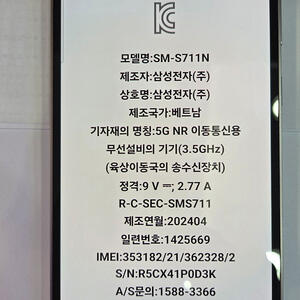 모델명:SM-S711N
제조자:삼성전자(주)
상호명:삼성전자(주)
제조국가:베트남
기자재의 명칭:5G NR 이동통신용
무선설비의 기기(3.5GHz)
(육상이동국의 송수신장치)
정격:9 V ⎓; 2.77 A
R-C-SEC-SMS711
제조연월:202404
일련번호:1425669
IMEI:353182/21/362328/2
S/N:R5CX41P0D3K
A/S문의:1588-3366